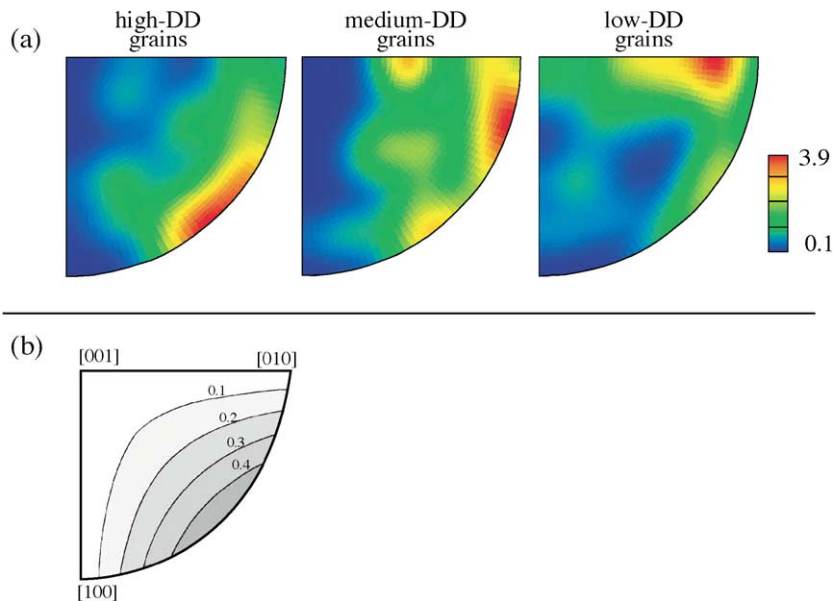 (a)
high-DD
grains
medium-DD
grains
low-DD
grains
3.9
0.1
(b)
[001]
[010]
0.1
0.2
0.3
0.4
[100]